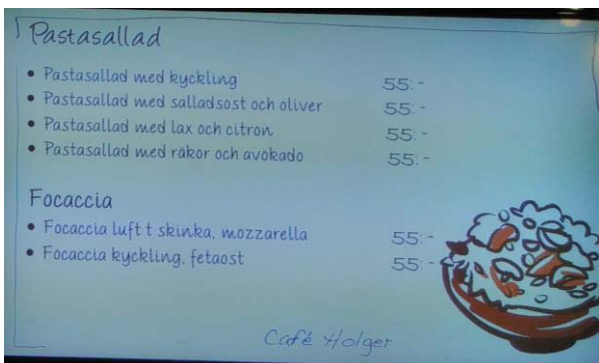 Pastasallad
• Pastasallad med kyckling 55:-
• Pastasallad med salladsost och oliver 55:-
• Pastasallad med lax och citron 55:-
• Pastasallad med räkor och avokado 55:-
Focaccia
• Focaccia luft t skinka, mozzarella 55:-
• Focaccia kyckling, fetaost 55:-
Café Holger